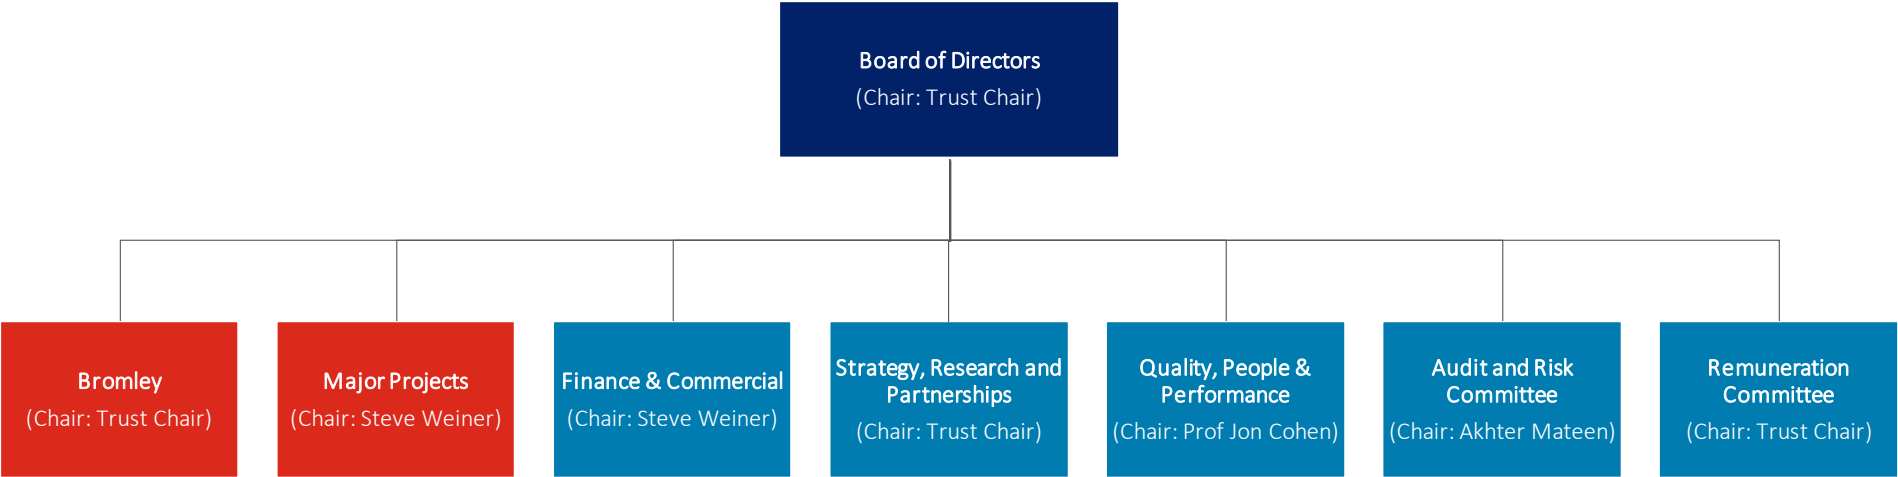 Board of Directors
(Chair: Trust Chair)
Bromley
(Chair: Trust Chair)
Major Projects
(Chair: Steve Weiner)
Finance & Commercial
(Chair: Steve Weiner)
Strategy, Research and
Partnerships
(Chair: Trust Chair)
Quality, People &
Performance
(Chair: Prof Jon Cohen)
Audit and Risk
Committee
(Chair: Akhter Mateen)
Remuneration
Committee
(Chair: Trust Chair)